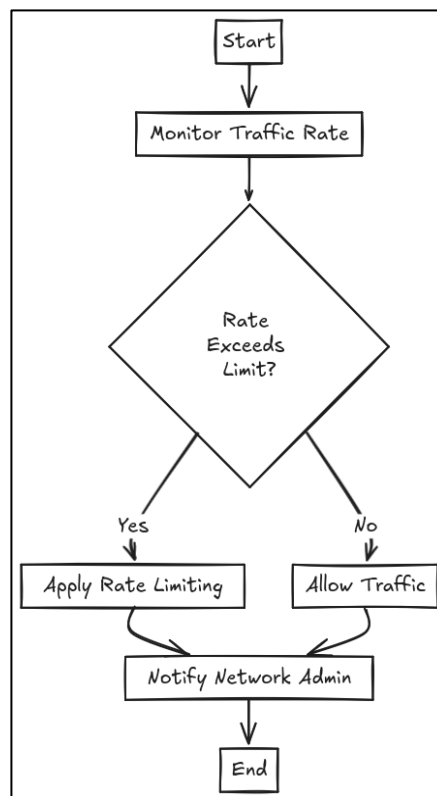 Start
Monitor Traffic Rate
Rate
Exceeds
Limit?
Yes
No
Apply Rate Limiting
Allow Traffic
Notify Network Admin
End